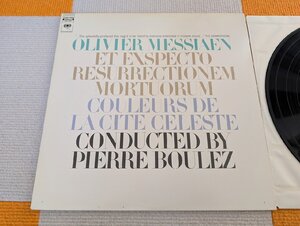 OLIVIER MESSIAEN
ET EXSPECTO
RESURRECTIONEM
MORTUORUM
COULEURS DE
LA CITE CELESTE
CONDUCTED BY
PIERRE BOULEZ